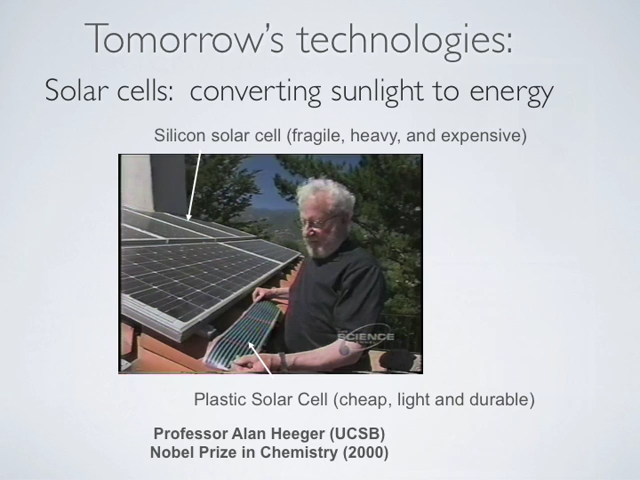 Tomorrow's technologies:
Solar cells:  converting sunlight to energy
Silicon solar cell (fragile, heavy, and expensive)
SCIENCE
Plastic Solar Cell (cheap, light and durable)
Professor Alan Heeger (UCSB)
Nobel Prize in Chemistry (2000)